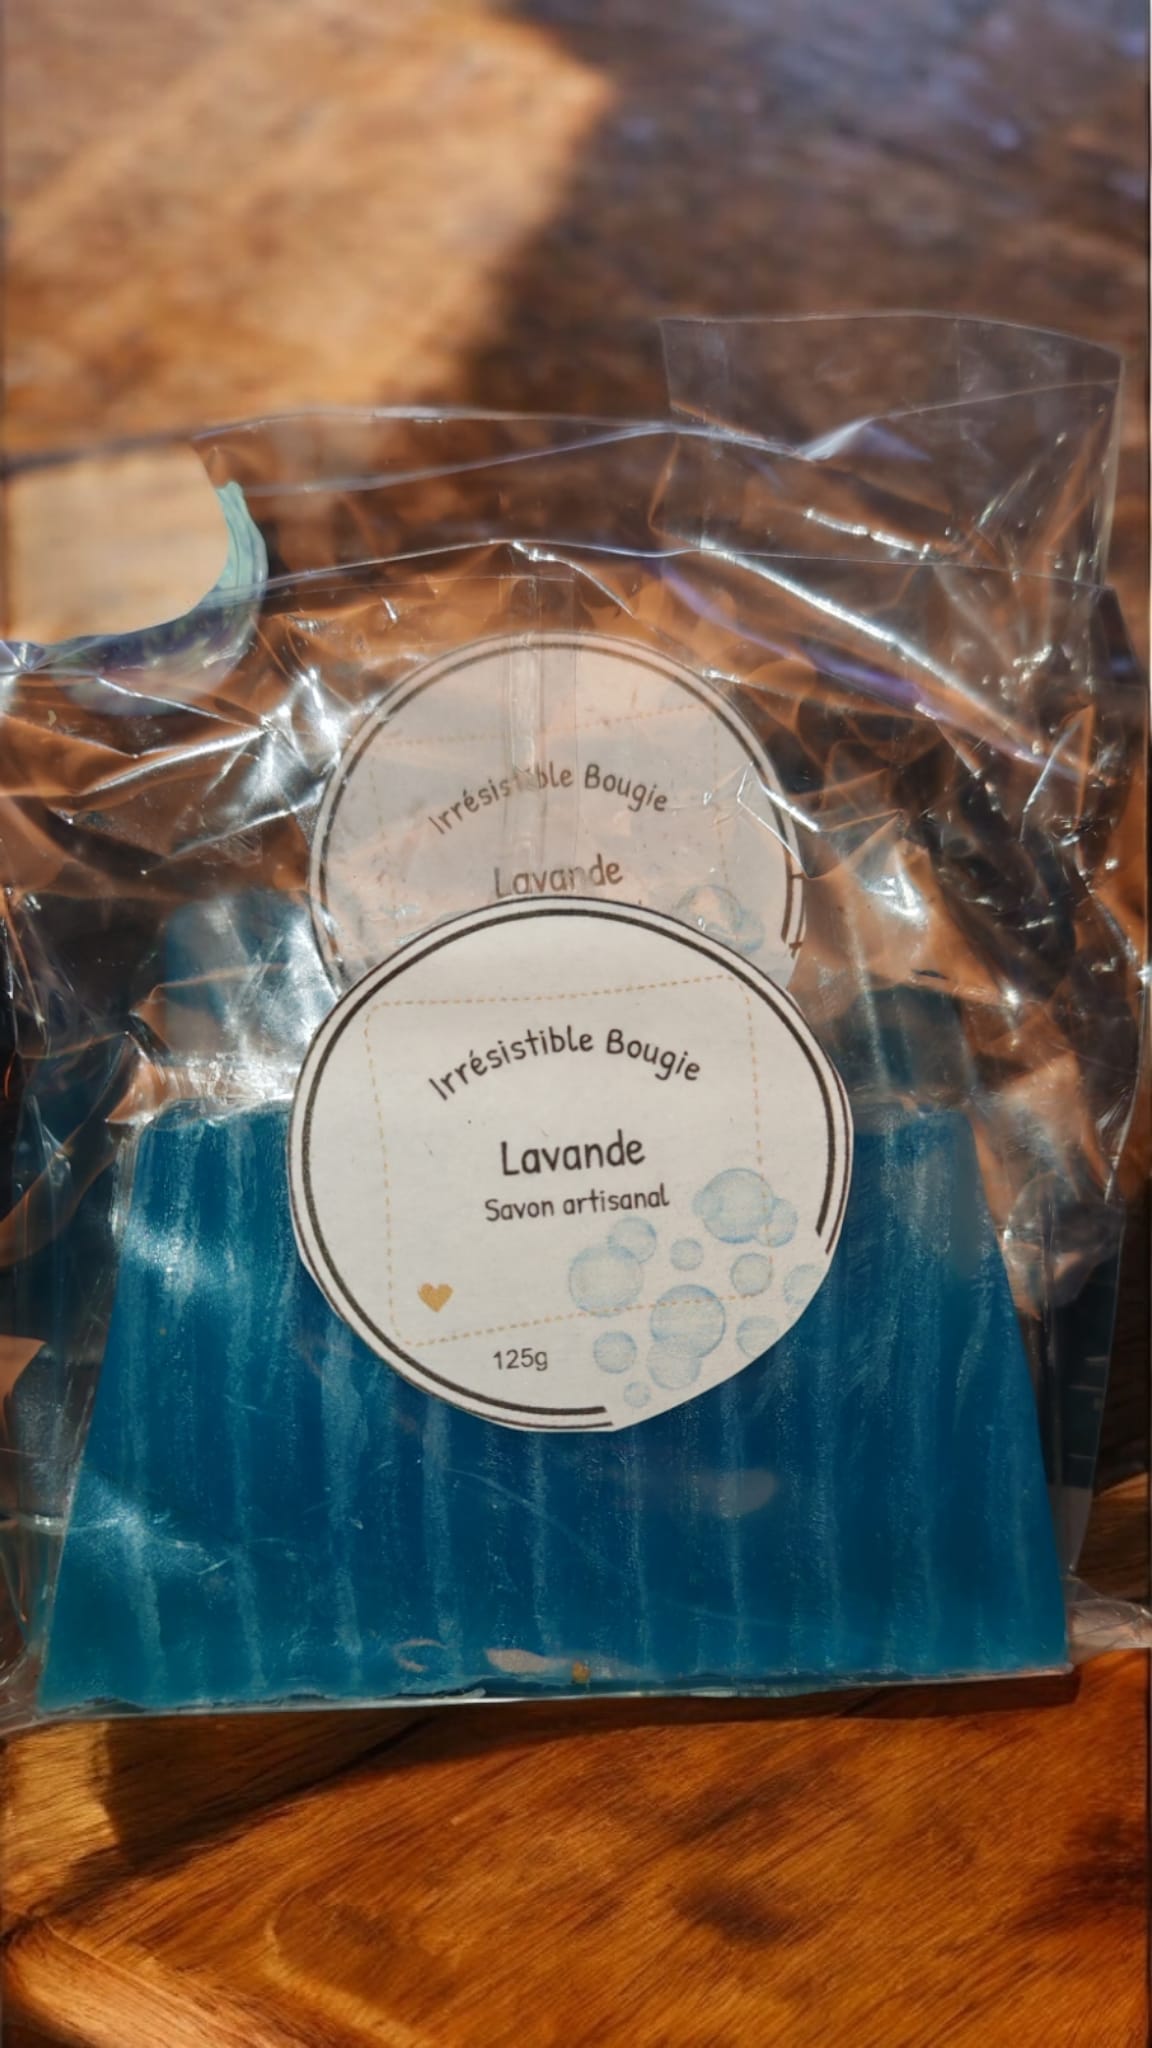 Irrésistible Bougie
Lavande
Irrésistible Bougie
Lavande
Savon artisanal
125g